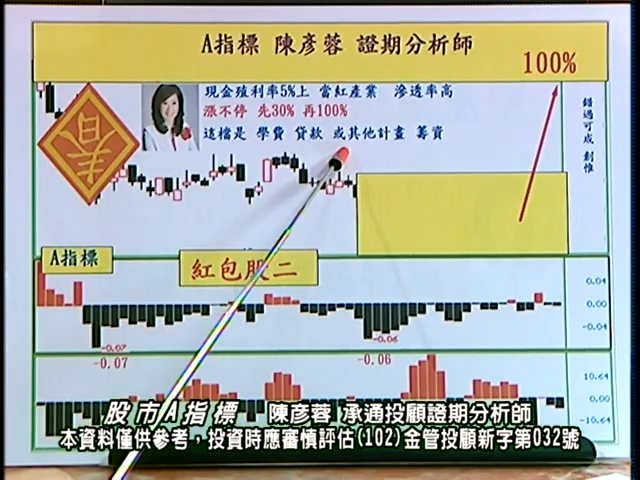 A指標 陳彥蓉 證期分析師
100%
春
現金殖利率5%上 當紅產業 滲透率高
漲不停 先30% 再100%
這檔是 學費 貸款 或其他計畫 籌資
A指標
紅包股二
0.04
0.00
-0.04
-0.07
-0.06
-0.07
-0.06
10.64
0.00
-10.64
股市A指標 陳彥蓉 承通投顧證期分析師
本資料僅供參考，投資時應審慎評估(102)金管投顧新字第032號